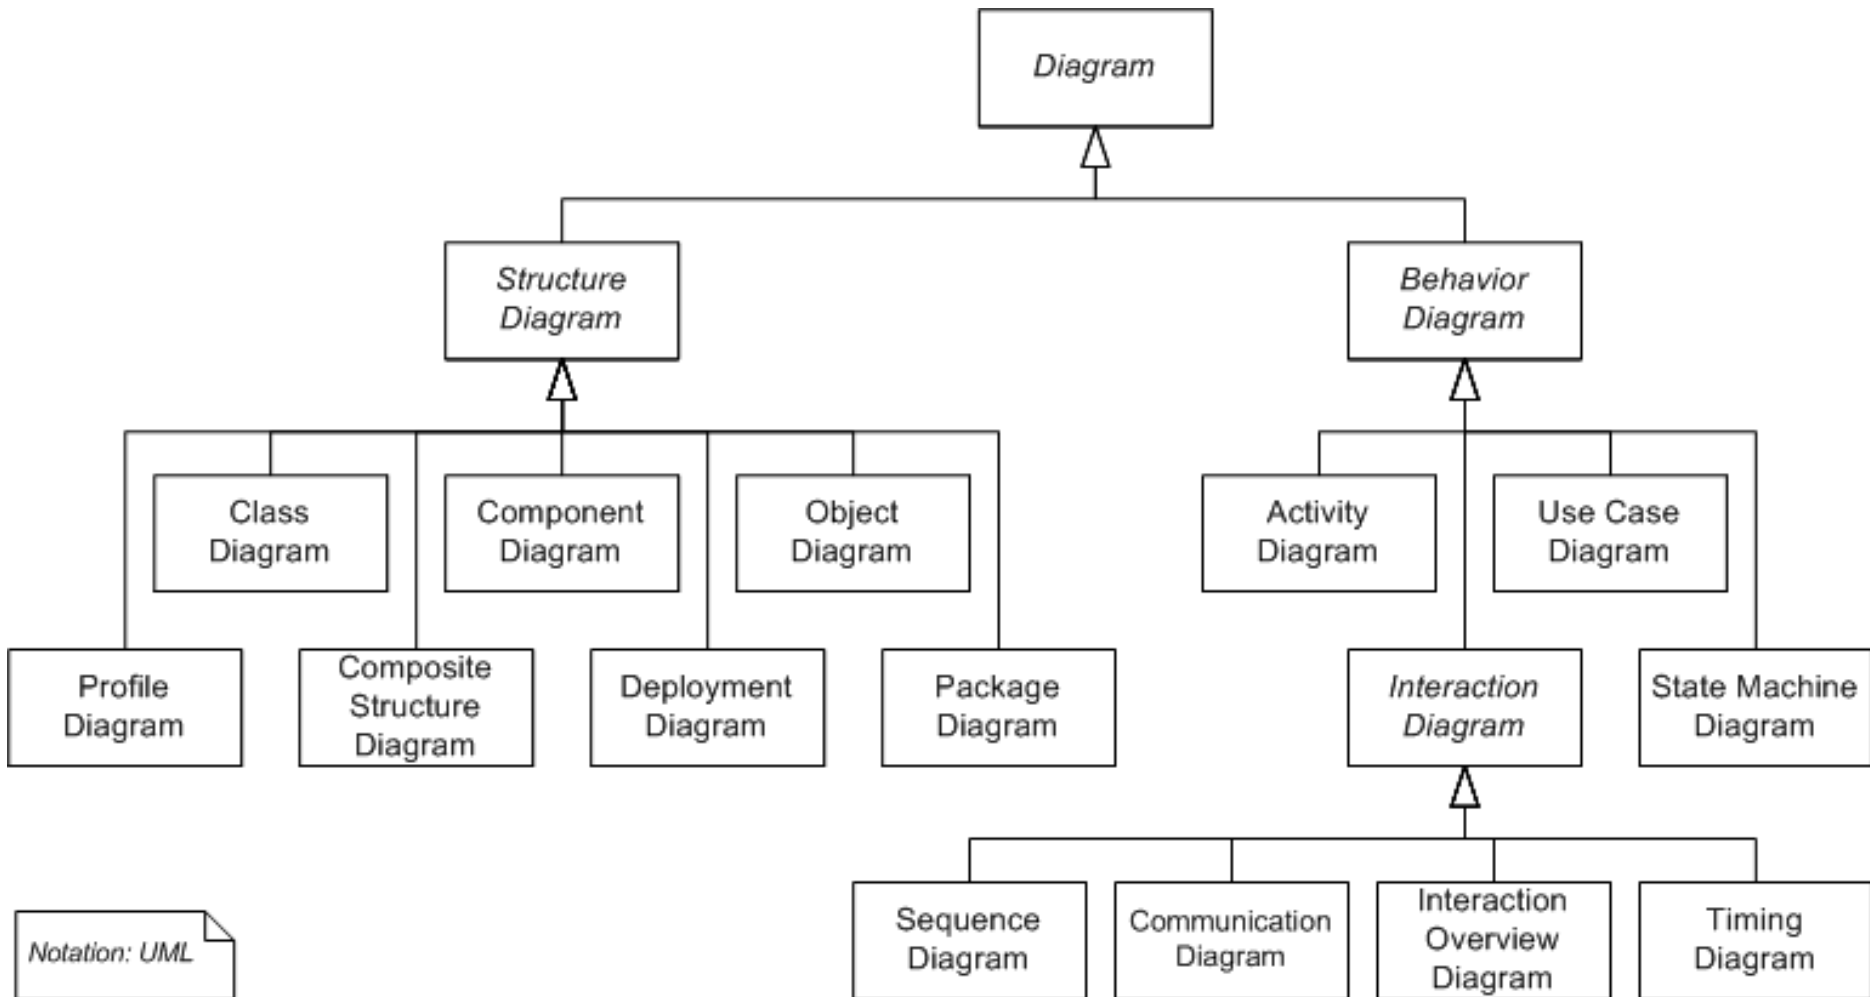 Diagram
Structure
Diagram
Behavior
Diagram
Class
Diagram
Component
Diagram
Object
Diagram
Activity
Diagram
Use Case
Diagram
Profile
Diagram
Composite
Structure
Diagram
Deployment
Diagram
Package
Diagram
Interaction
Diagram
State Machine
Diagram
Sequence
Diagram
Communication
Diagram
Interaction
Overview
Diagram
Timing
Diagram
Notation: UML